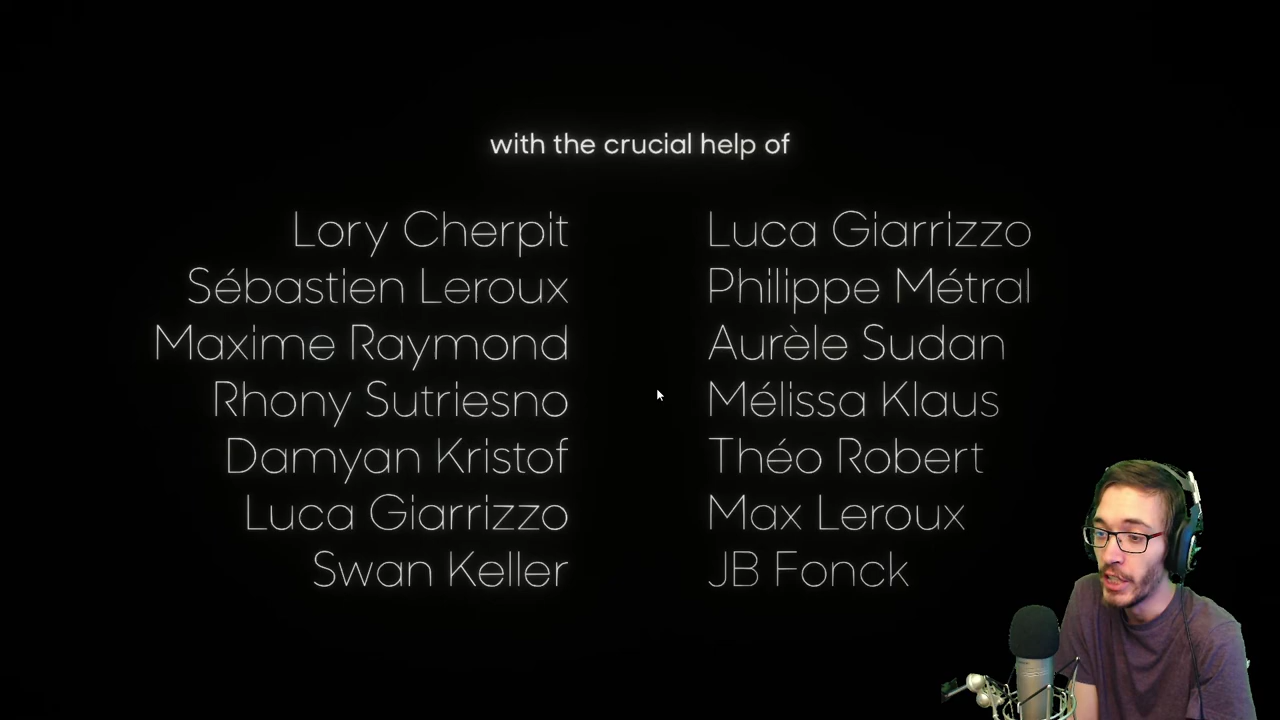 with the crucial help of
Lory Cherpit
Sébastien Leroux
Maxime Raymond
Rhony Sutriesno
Damyan Kristof
Luca Giarrizzo
Swan Keller
Luca Giarrizzo
Philippe Métral
Aurèle Sudan
Mélissa Klaus
Théo Robert
Max Leroux
JB Fonck